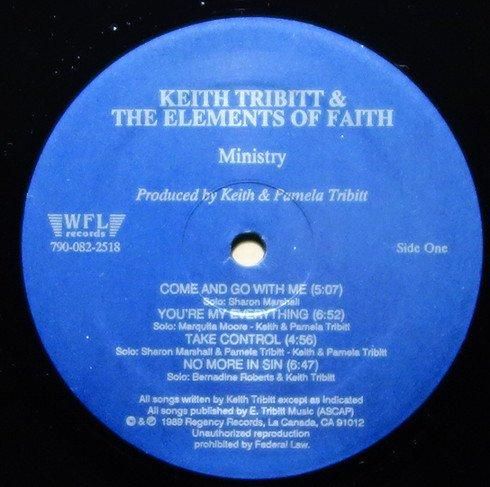 KEITH TRIBITT &
THE ELEMENTS OF FAITH
Ministry
Produced by Keith & Pamela Tribitt
WFL
records
790-082-2518
Side One
COME AND GO WITH ME (5:07)
Solo: Sharon Marshall
YOU'RE MY EVERYTHING (6:52)
Solo: Marquita Moore - Keith & Pamela Tribitt
TAKE CONTROL (4:56)
Solo: Sharon Marshall & Pamela Tribitt - Keith & Pamela Tribitt
NO MORE IN SIN (6:47)
Solo: Bernadine Roberts & Keith Tribitt
All songs written by Keith Tribitt except as indicated
All songs published by E. Tribitt Music (ASCAP)
© & ℗ 1989 Regency Records, La Canada, CA 91012
Unauthorized reproduction
prohibited by Federal Law.